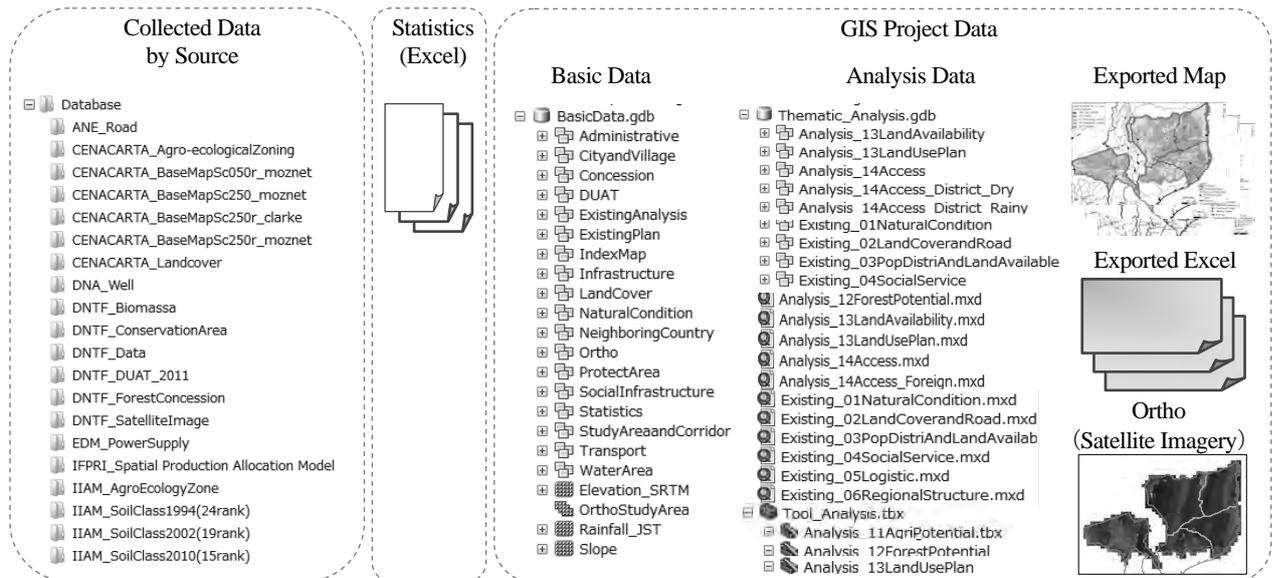 Collected Data
by Source
Database
ANE_Road
CENACARTA_Agro-ecologicalZoning
CENACARTA_BaseMapSc050r_moznet
CENACARTA_BaseMapSc250_moznet
CENACARTA_BaseMapSc250r_clarke
CENACARTA_BaseMapSc250r_moznet
CENACARTA_Landcover
DNA_Well
DNTF_Biomassa
DNTF_ConservationArea
DNTF_Data
DNTF_DUAT_2011
DNTF_ForestConcession
DNTF_SatelliteImage
EDM_PowerSupply
IFPRI_Spatial Production Allocation Model
IIAM_AgroEcologyZone
IIAM_SoilClass1994(24rank)
IIAM_SoilClass2002(19rank)
IIAM_SoilClass2010(15rank)
Statistics
(Excel)
GIS Project Data
Basic Data
BasicData.gdb
Administrative
CityandVillage
Concession
DUAT
ExistingAnalysis
ExistingPlan
IndexMap
Infrastructure
LandCover
NaturalCondition
NeighboringCountry
Ortho
ProtectArea
SocialInfrastructure
Statistics
StudyAreaandCorridor
Transport
WaterArea
Elevation_SRTM
OrthoStudyArea
Rainfall_JST
Slope
Analysis Data
Thematic_Analysis.gdb
Analysis_13LandAvailability
Analysis_13LandUsePlan
Analysis_14Access
Analysis_14Access_District_Dry
Analysis_14Access_District_Rainy
Existing_01NaturalCondition
Existing_02LandCoverandRoad
Existing_03PopDistriAndLandAvailable
Existing_04SocialService
Analysis_12ForestPotential.mxd
Analysis_13LandAvailability.mxd
Analysis_13LandUsePlan.mxd
Analysis_14Access.mxd
Analysis_14Access_Foreign.mxd
Existing_01NaturalCondition.mxd
Existing_02LandCoverandRoad.mxd
Existing_03PopDistriAndLandAvailab
Existing_04SocialService.mxd
Existing_05Logistic.mxd
Existing_06RegionalStructure.mxd
Tool_Analysis.tbx
Analysis_11AgriPotential.tbx
Analysis_12ForestPotential
Analysis_13LandUsePlan
Exported Map
Exported Excel
Ortho
(Satellite Imagery)